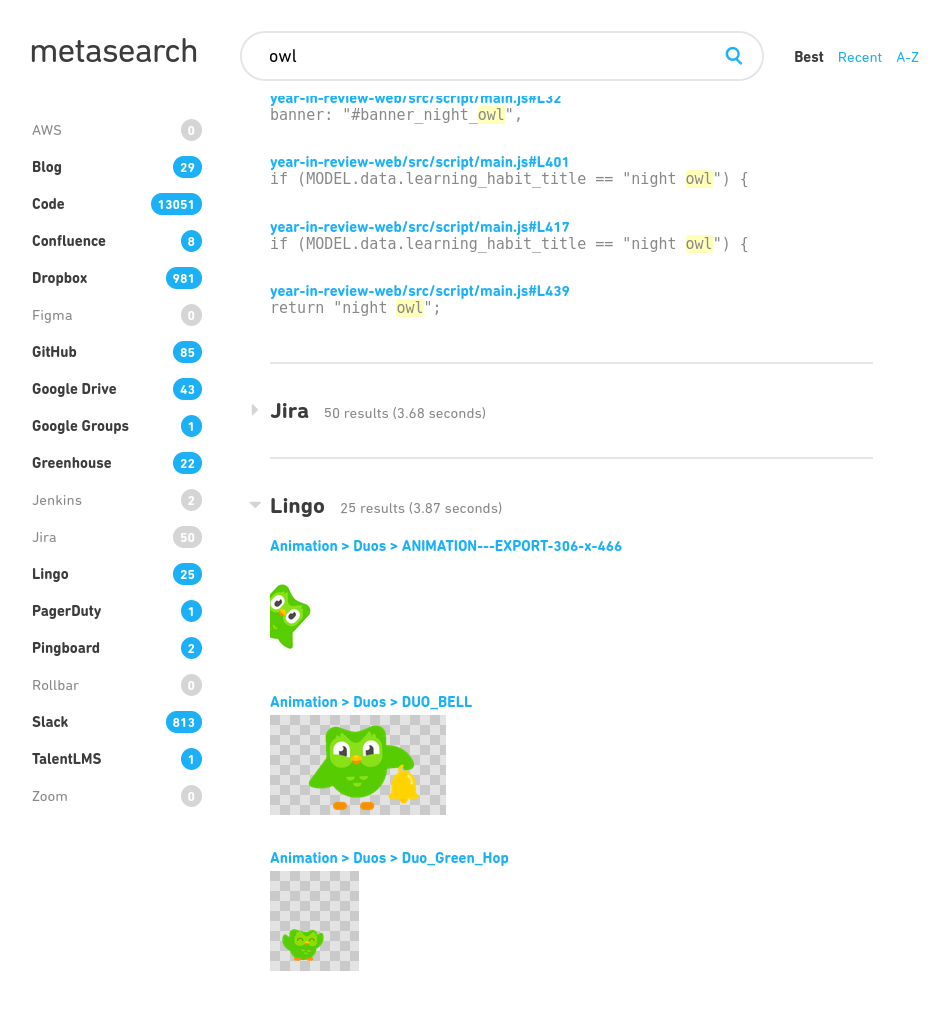 metasearch
owl
Best Recent A-Z
AWS 0
Blog 29
Code 13051
Confluence 8
Dropbox 981
Figma 0
GitHub 85
Google Drive 43
Google Groups 1
Greenhouse 22
Jenkins 2
Jira 50
Lingo 25
PagerDuty 1
Pingboard 2
Rollbar 0
Slack 813
TalentLMS 1
Zoom 0
year-in-review-web/src/script/main.js#L32
banner: "#banner_night_owl",
year-in-review-web/src/script/main.js#L401
if (MODEL.data.learning_habit_title == "night owl") {
year-in-review-web/src/script/main.js#L417
if (MODEL.data.learning_habit_title == "night owl") {
year-in-review-web/src/script/main.js#L439
return "night owl";
Jira 50 results (3.68 seconds)
Lingo 25 results (3.87 seconds)
Animation > Duos > ANIMATION---EXPORT-306-x-466
Animation > Duos > DUO_BELL
Animation > Duos > Duo_Green_Hop